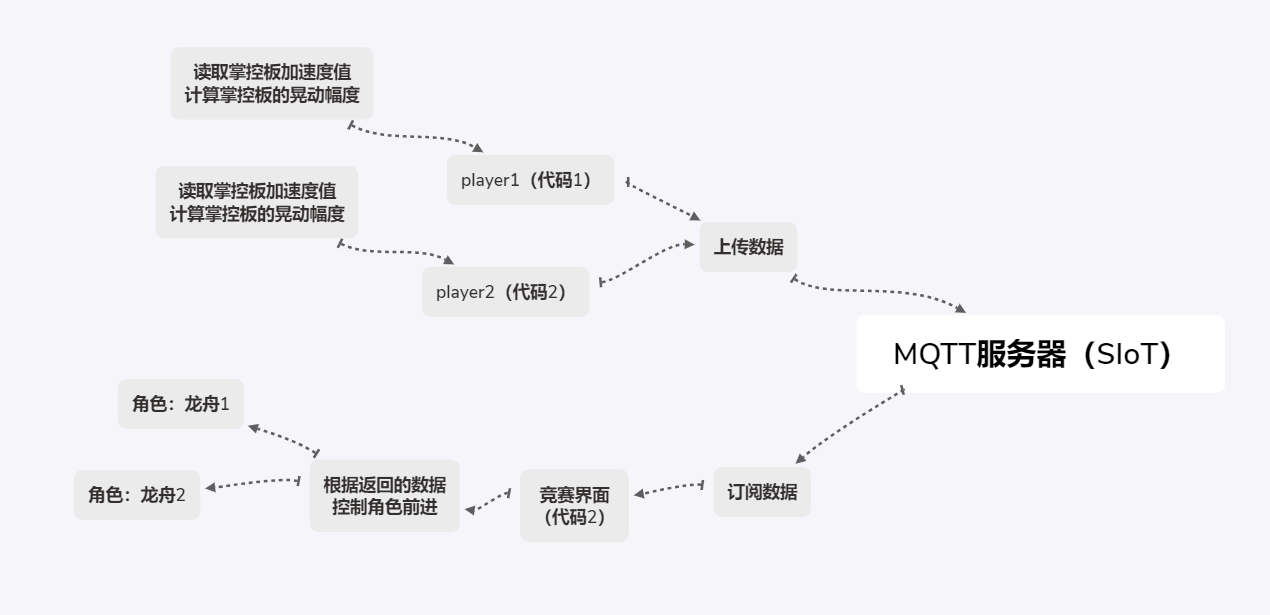 读取掌控板加速度值
计算掌控板的晃动幅度
player1（代码1）
读取掌控板加速度值
计算掌控板的晃动幅度
player2（代码2）
上传数据
MQTT服务器（SIoT）
订阅数据
竞赛界面
（代码2）
根据返回的数据
控制角色前进
角色：龙舟1
角色：龙舟2